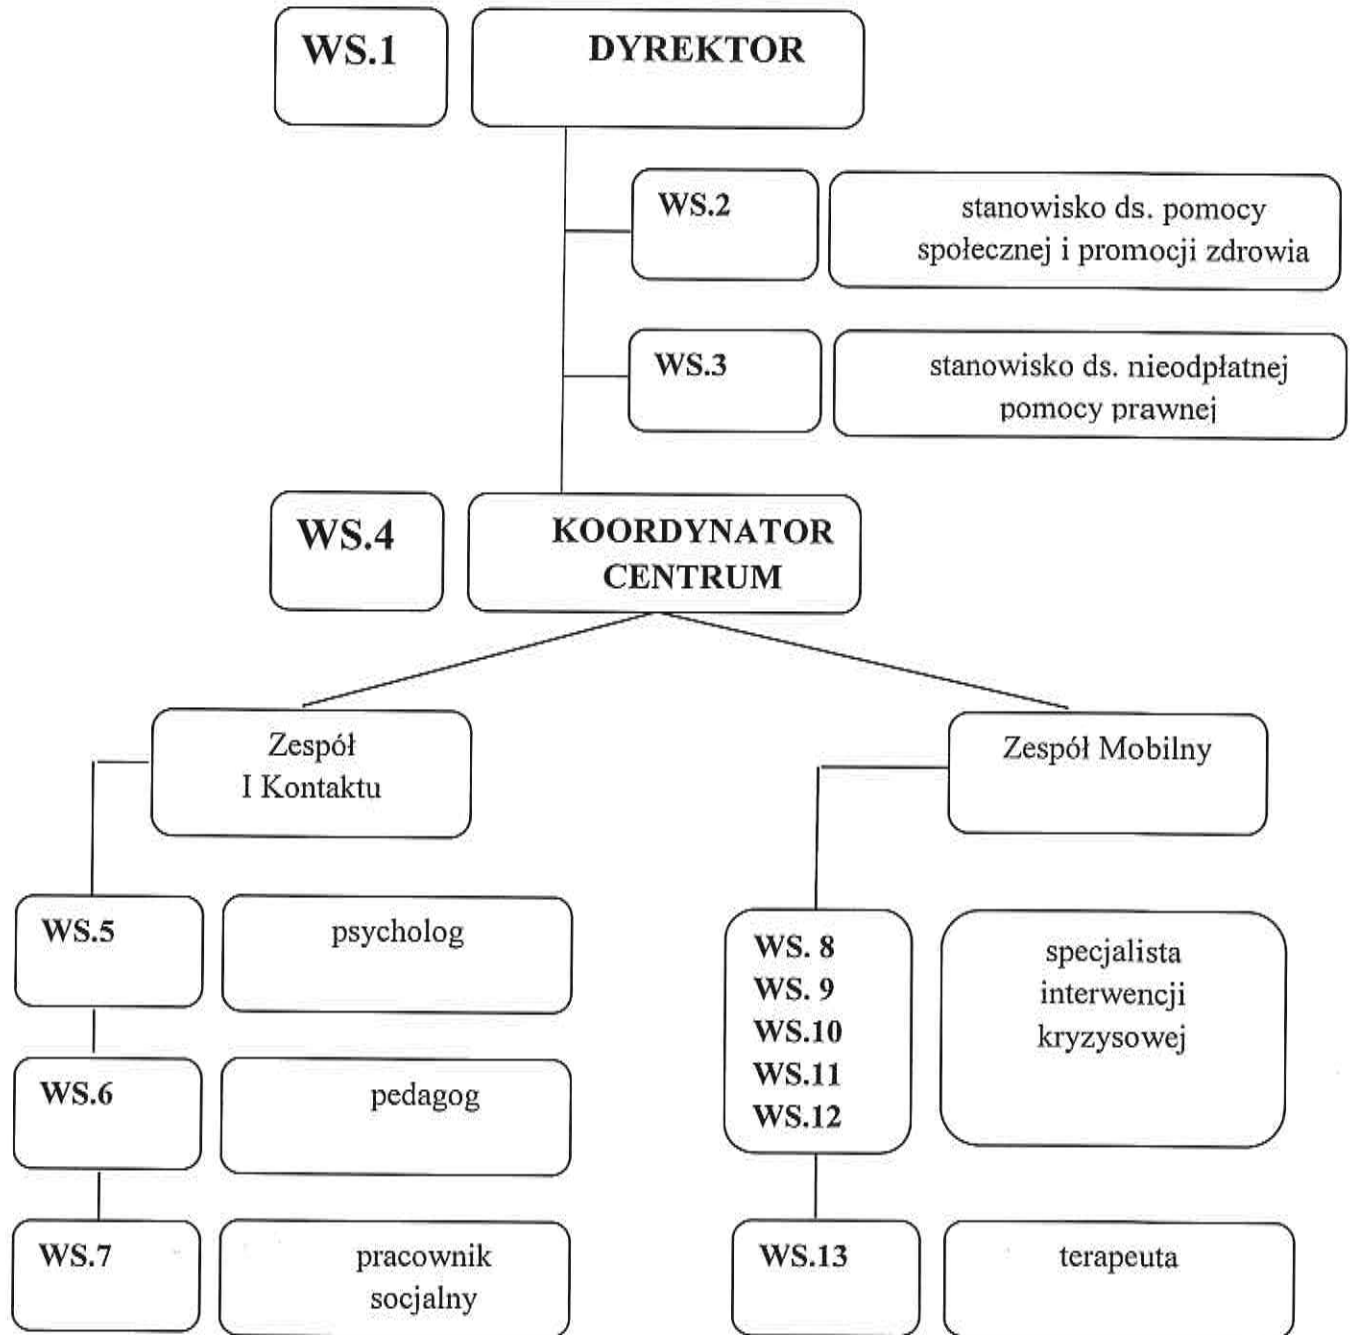 WS.1
DYREKTOR
WS.2
stanowisko ds. pomocy
społecznej i promocji zdrowia
WS.3
stanowisko ds. nieodpłatnej
pomocy prawnej
WS.4
KOORDYNATOR
CENTRUM
Zespół
I Kontaktu
Zespół Mobilny
WS.5
psycholog
WS.6
pedagog
WS.7
pracownik
socjalny
WS. 8
WS. 9
WS.10
WS.11
WS.12
specjalista
interwencji
kryzysowej
WS.13
terapeuta